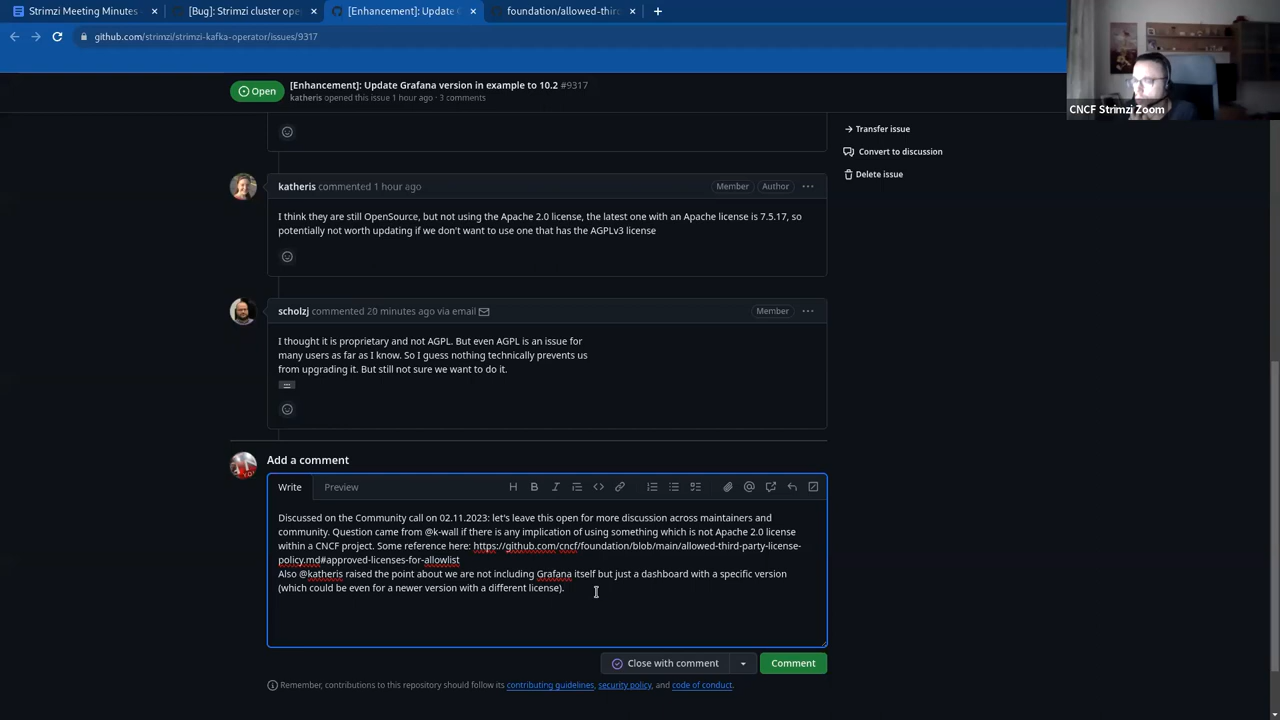 Strimzi Meeting Minutes
[Bug]: Strimzi cluster ope
[Enhancement]: Update G
foundation/allowed-third
github.com/strimzi/strimzi-kafka-operator/issues/9317
CNCF Strimzi Zoom
Open
[Enhancement]: Update Grafana version in example to 10.2 #9317
katheris opened this issue 1 hour ago · 3 comments
Transfer issue
Convert to discussion
Delete issue
katheris commented 1 hour ago
Member
Author
I think they are still OpenSource, but not using the Apache 2.0 license, the latest one with an Apache license is 7.5.17, so
potentially not worth updating if we don't want to use one that has the AGPLv3 license
scholzj commented 20 minutes ago via email
Member
I thought it is proprietary and not AGPL. But even AGPL is an issue for
many users as far as I know. So I guess nothing technically prevents us
from upgrading it. But still not sure we want to do it.
Add a comment
Write
Preview
Discussed on the Community call on 02.11.2023: let's leave this open for more discussion across maintainers and
community. Question came from @k-wall if there is any implication of using something which is not Apache 2.0 license
within a CNCF project. Some reference here: https://github.com/cncf/foundation/blob/main/allowed-third-party-license-
policy.md#approved-licenses-for-allowlist
Also @katheris raised the point about we are not including Grafana itself but just a dashboard with a specific version
(which could be even for a newer version with a different license).
Close with comment
Comment
Remember, contributions to this repository should follow its contributing guidelines, security policy, and code of conduct.